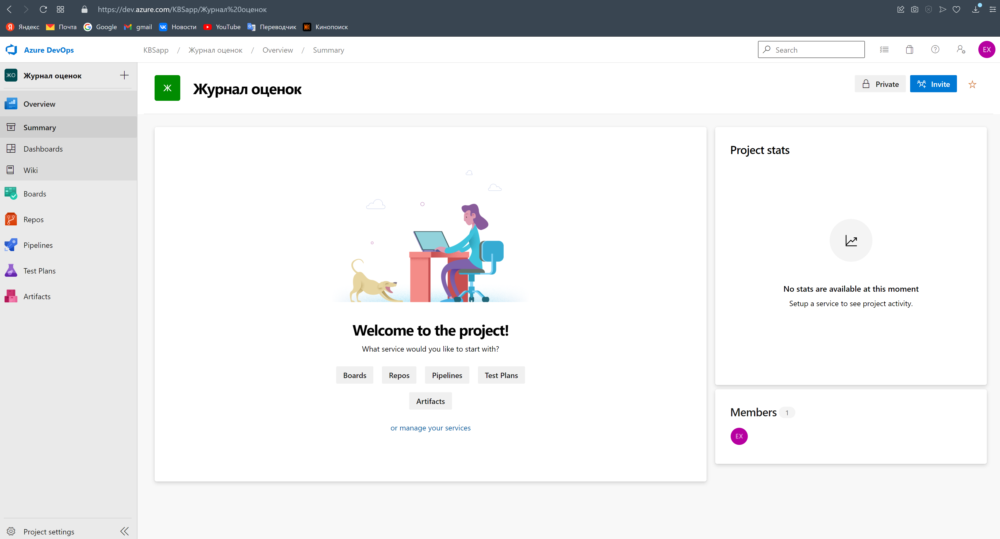 https://dev.azure.com/KBSapp/Журнал%20оценок
Яндекс Почта Google gmail Новости YouTube Переводчик Кинопоиск
Azure DevOps
KBSapp / Журнал оценок / Overview / Summary
Search
EX
ЖО Журнал оценок
Overview
Summary
Dashboards
Wiki
Boards
Repos
Pipelines
Test Plans
Artifacts
Project settings
Ж Журнал оценок
Private
Invite
Welcome to the project!
What service would you like to start with?
Boards Repos Pipelines Test Plans
Artifacts
or manage your services
Project stats
No stats are available at this moment
Setup a service to see project activity.
Members 1
EX